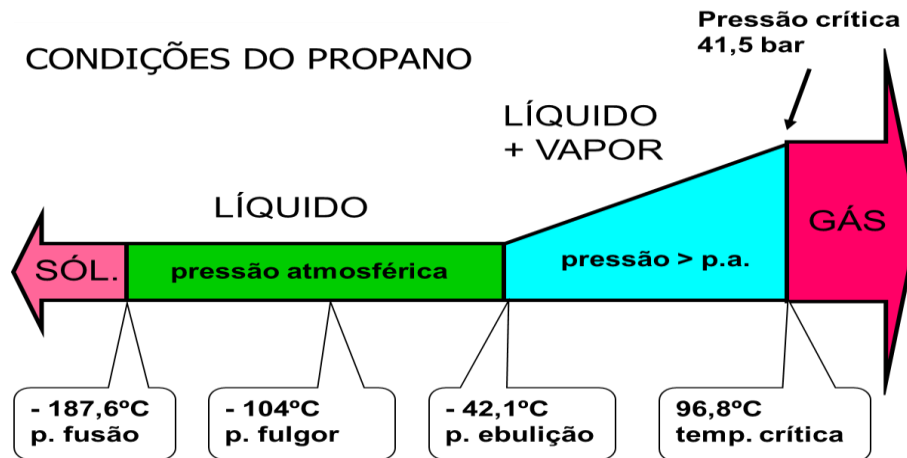 Pressão crítica
41,5 bar
CONDIÇÕES DO PROPANO
LÍQUIDO
+ VAPOR
LÍQUIDO
GÁS
SÓL.
pressão atmosférica
pressão > p.a.
- 187,6ºC
p. fusão
- 104ºC
p. fulgor
- 42,1ºC
p. ebulição
96,8ºC
temp. crítica